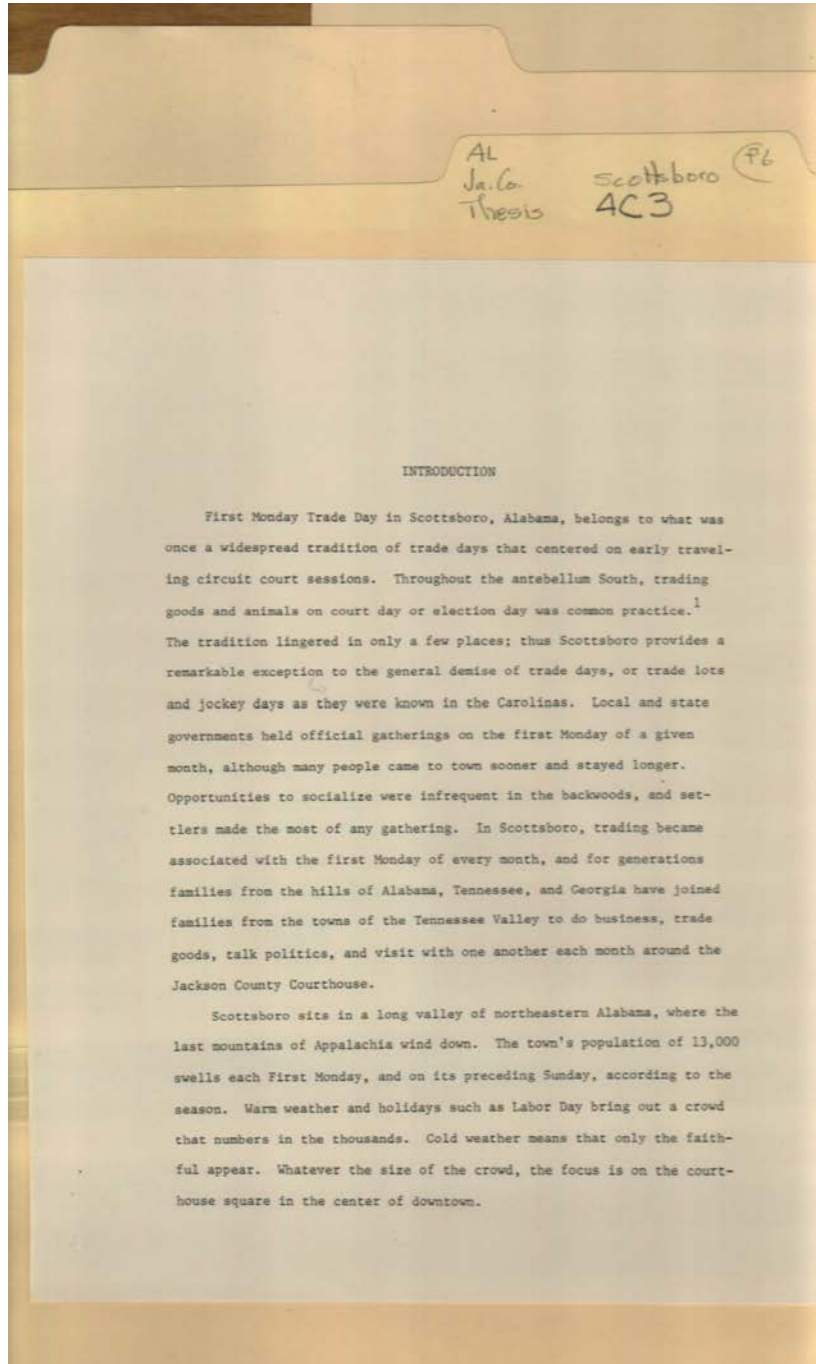 AL
Ja. Co. Scottsboro
Thesis 4C3
INTRODUCTION
First Monday Trade Day in Scottsboro, Alabama, belongs to what was
once a widespread tradition of trade days that centered on early travel-
ing circuit court sessions. Throughout the antebellum South, trading
goods and animals on court day or election day was common practice.1
The tradition lingered in only a few places; thus Scottsboro provides a
remarkable exception to the general demise of trade days, or trade lots
and jockey days as they were known in the Carolinas. Local and state
governments held official gatherings on the first Monday of a given
month, although many people came to town sooner and stayed longer.
Opportunities to socialize were infrequent in the backwoods, and set-
tlers made the most of any gathering. In Scottsboro, trading became
associated with the first Monday of every month, and for generations
families from the hills of Alabama, Tennessee, and Georgia have joined
families from the towns of the Tennessee Valley to do business, trade
goods, talk politics, and visit with one another each month around the
Jackson County Courthouse.
Scottsboro sits in a long valley of northeastern Alabama, where the
last mountains of Appalachia wind down. The town's population of 13,000
swells each First Monday, and on its preceding Sunday, according to the
season. Warm weather and holidays such as Labor Day bring out a crowd
that numbers in the thousands. Cold weather means that only the faith-
ful appear. Whatever the size of the crowd, the focus is on the court-
house square in the center of downtown.